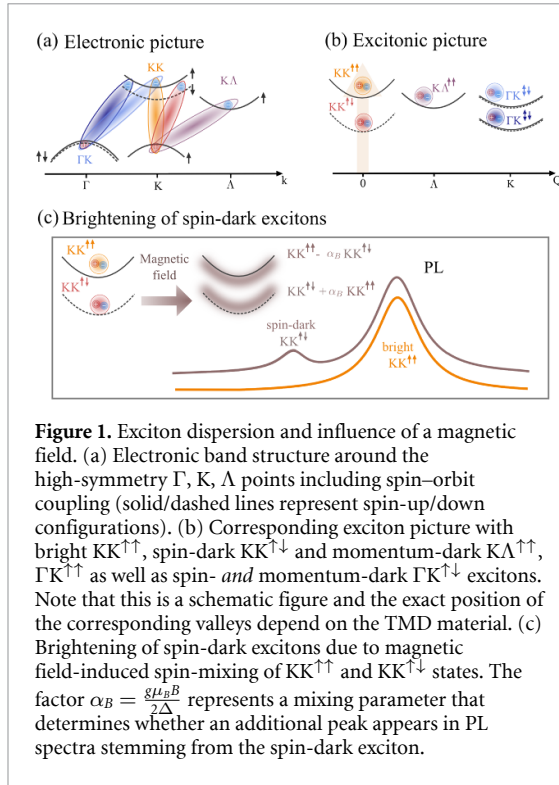 (a) Electronic picture
KK
↑
↓
KΛ
↑
ΓK
↑↓
↑
Γ
K
Λ
k
(b) Excitonic picture
KK↑↑
KΛ↑↑
KK↑↓
0
Λ
K
Q
(c) Brightening of spin-dark excitons
KK↑↑
Magnetic
field
KK↑↓
KK↑↑- α_B KK↑↓
KK↑↓ + α_B KK↑↑
PL
spin-dark
KK↑↓
bright
KK↑↑
Figure 1. Exciton dispersion and influence of a magnetic
field. (a) Electronic band structure around the
high-symmetry Γ, K, Λ points including spin–orbit
coupling (solid/dashed lines represent spin-up/down
configurations). (b) Corresponding exciton picture with
bright KK↑↑, spin-dark KK↑↓ and momentum-dark KΛ↑↑,
ΓK↑↑ as well as spin- and momentum-dark ΓK↑↓ excitons.
Note that this is a schematic figure and the exact position of
the corresponding valleys depend on the TMD material. (c)
Brightening of spin-dark excitons due to magnetic
field-induced spin-mixing of KK↑↑ and KK↑↓ states. The
factor α_B = gμ_BB/2Δ represents a mixing parameter that
determines whether an additional peak appears in PL
spectra stemming from the spin-dark exciton.